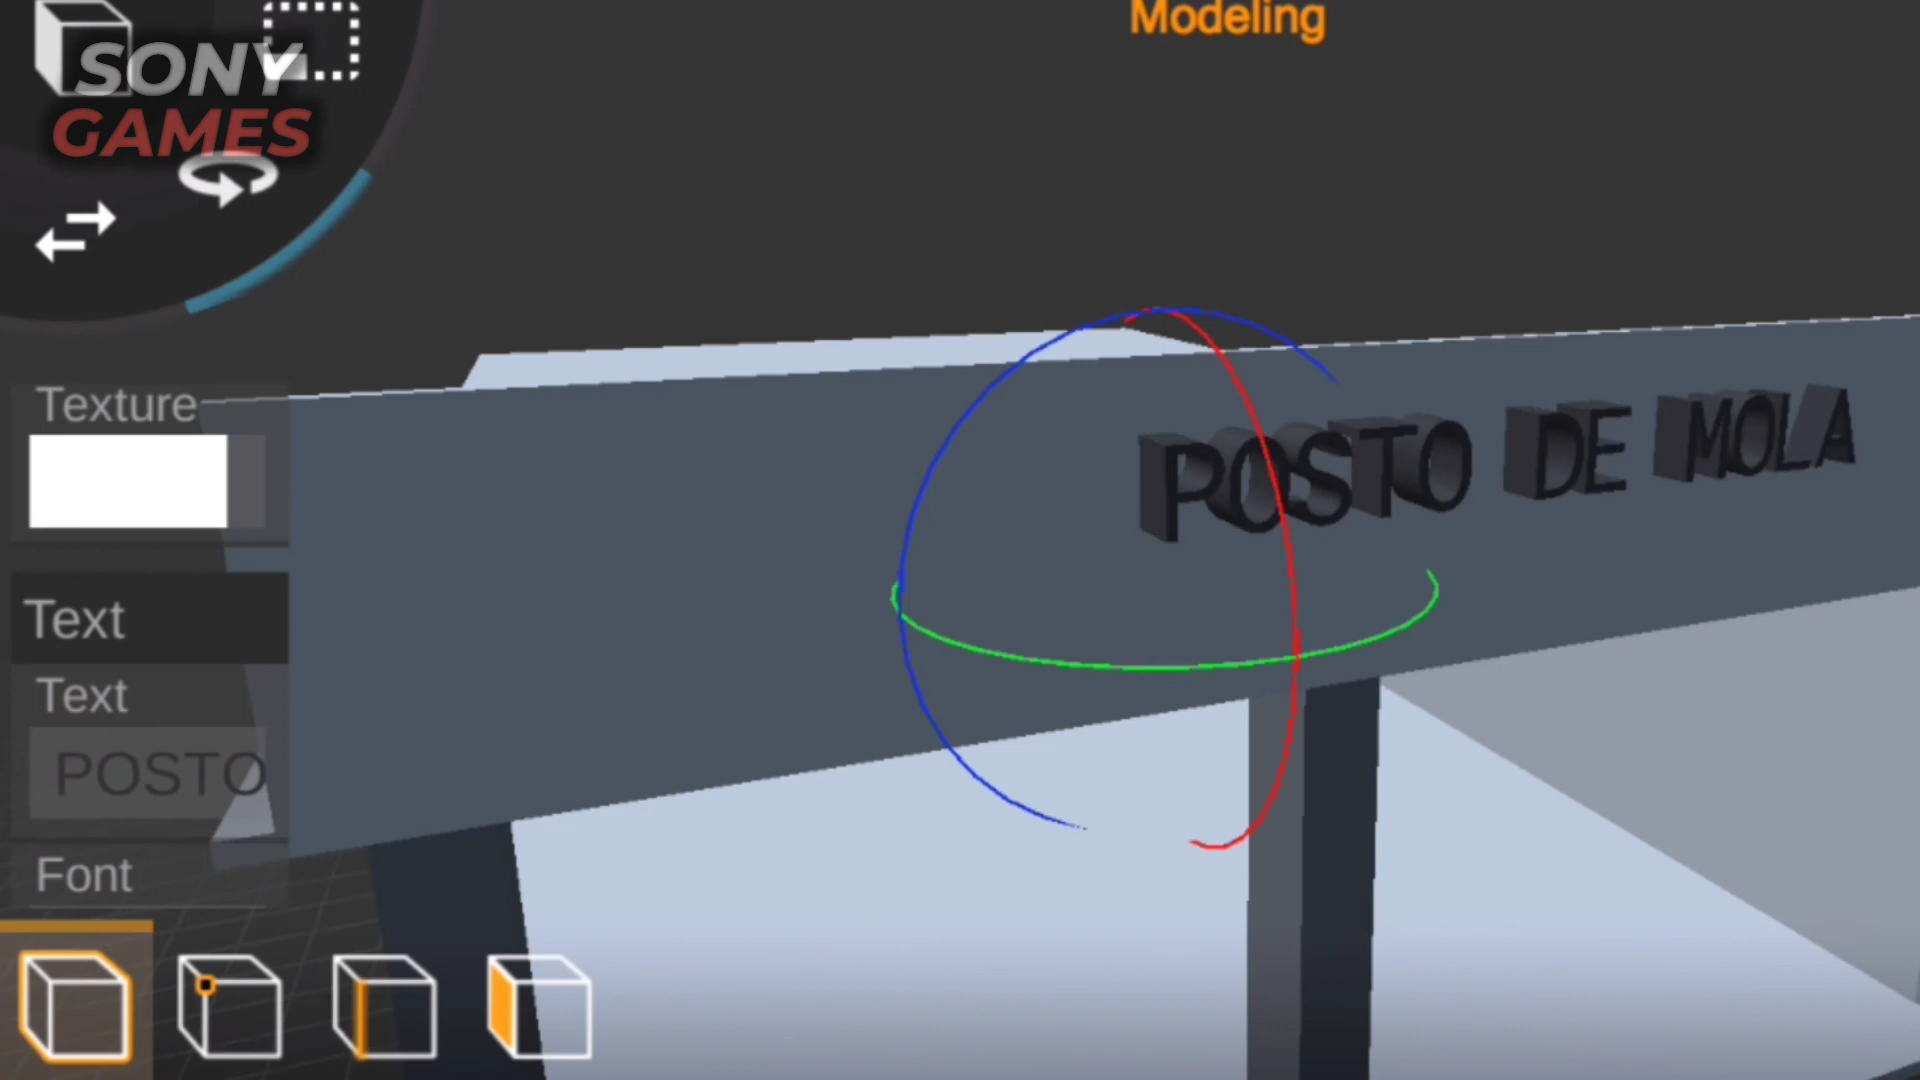 Modeling
SONY
GAMES
Texture
POSTO DE MOLA
Text
Text
POSTO
Font